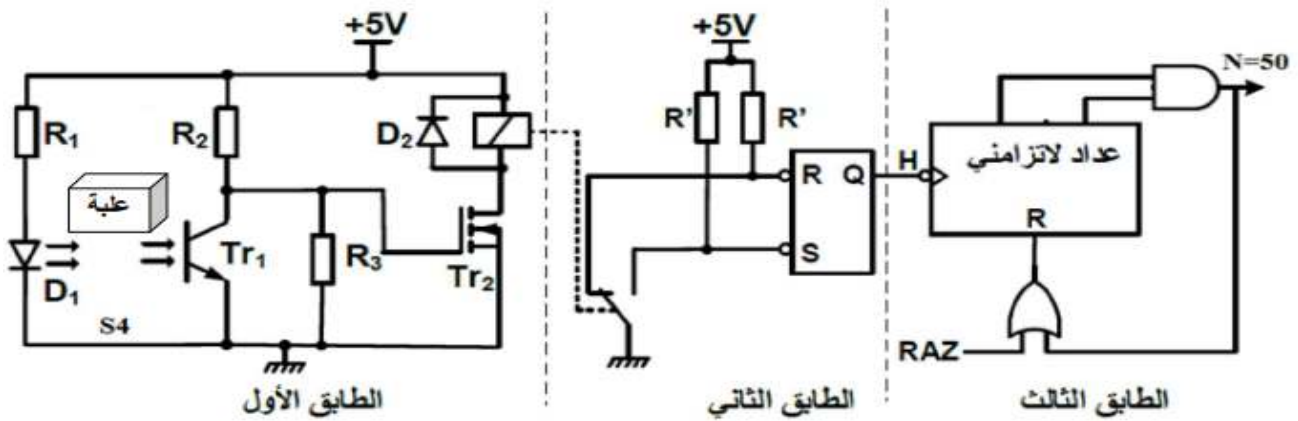 +5V
R1
R2
D2
علبة
D1
Tr1
R3
Tr2
S4
الطابق الأول
+5V
R'
R'
R
Q
S
الطابق الثاني
N=50
عداد لاتزامني
H
R
RAZ
الطابق الثالث